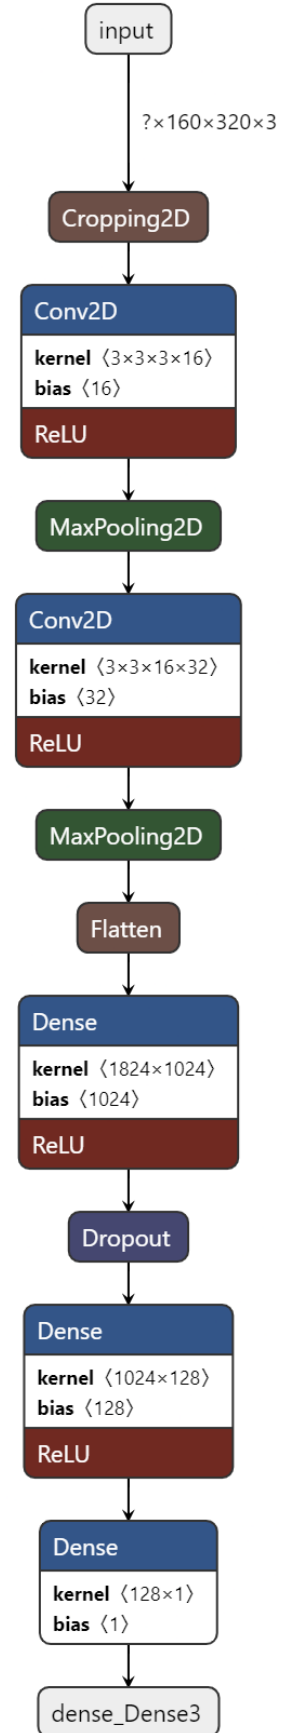 input
?×160×320×3
Cropping2D
Conv2D
kernel 〈3×3×3×16〉
bias 〈16〉
ReLU
MaxPooling2D
Conv2D
kernel 〈3×3×16×32〉
bias 〈32〉
ReLU
MaxPooling2D
Flatten
Dense
kernel 〈1824×1024〉
bias 〈1024〉
ReLU
Dropout
Dense
kernel 〈1024×128〉
bias 〈128〉
ReLU
Dense
kernel 〈128×1〉
bias 〈1〉
dense_Dense3